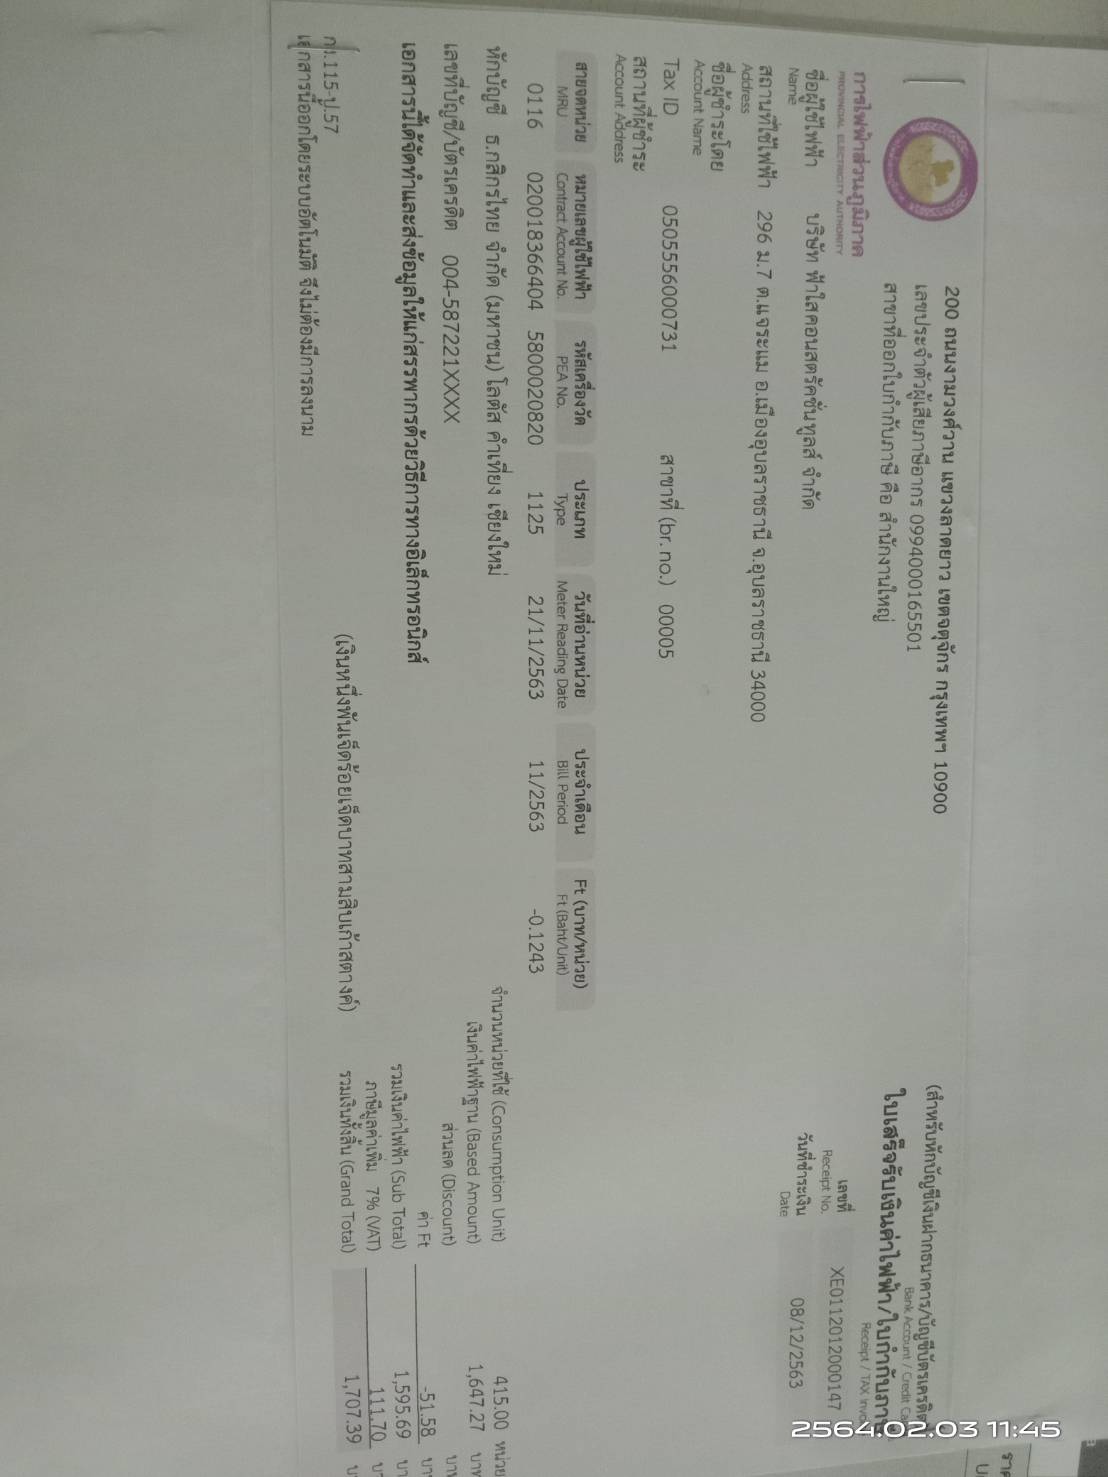 การไฟฟ้าส่วนภูมิภาค
PROVINCIAL ELECTRICITY AUTHORITY
200 ถนนงามวงศ์วาน แขวงลาดยาว เขตจตุจักร กรุงเทพฯ 10900
เลขประจำตัวผู้เสียภาษีอากร 0994000165501
สาขาที่ออกใบกำกับภาษี คือ สำนักงานใหญ่
(สำหรับหักบัญชีเงินฝากธนาคาร/บัญชีบัตรเครดิต
Bank Account / Credit
ใบเสร็จรับเงินค่าไฟฟ้า/ใบกำกับภาษี
Receipt / TAX
เลขที่ XE01120120​00147
Receipt No.
วันที่ชำระเงิน 08/12/2563
Date
ชื่อผู้ใช้ไฟฟ้า บริษัท ฟ้าใสคอนสตรัคชั่นทูลส์ จำกัด
Name
สถานที่ใช้ไฟฟ้า 296 ม.7 ต.แจระแม อ.เมืองอุบลราชธานี จ.อุบลราชธานี 34000
Address
ชื่อผู้ชำระโดย
Account Name
Tax ID 0505556000731 สาขาที่ (br. no.) 00005
สถานที่ผู้ชำระ
Account Address
สายจดหน่วย หมายเลขผู้ใช้ไฟฟ้า รหัสเครื่องวัด ประเภท วันที่อ่านหน่วย ประจำเดือน Ft (บาท/หน่วย)
MRU Contract Account No. PEA No. Type Meter Reading Date Bill Period Ft (Baht/Unit)
0116 020018366404 5800020820 1125 21/11/2563 11/2563 -0.1243
หักบัญชี ธ.กสิกรไทย จำกัด (มหาชน) โลตัส คำเที่ยง เชียงใหม่
เลขที่บัญชี/บัตรเครดิต 004-587221XXXX
เอกสารนี้ได้จัดทำและส่งข้อมูลให้แก่สรรพากรด้วยวิธีการทางอิเล็กทรอนิกส์
จำนวนหน่วยที่ใช้ (Consumption Unit) 415.00 หน่วย
เงินค่าไฟฟ้าฐาน (Based Amount) 1,647.27 บาท
ส่วนลด (Discount)
ค่า Ft -51.58
รวมเงินค่าไฟฟ้า (Sub Total) 1,595.69
ภาษีมูลค่าเพิ่ม 7% (VAT) 111.70
(เงินหนึ่งพันเจ็ดร้อยเจ็ดบาทสามสิบเก้าสตางค์) รวมเงินทั้งสิ้น (Grand Total) 1,707.39
กง.115-ป.57
เอกสารนี้ออกโดยระบบอัตโนมัติ จึงไม่ต้องมีการลงนาม
2564.02.03 11:45